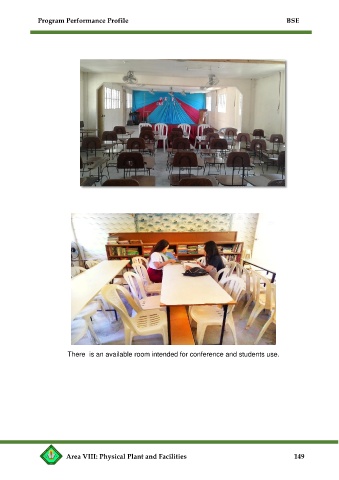 Program Performance Profile BSE
There is an available room intended for conference and students use.
Area VIII: Physical Plant and Facilities 149